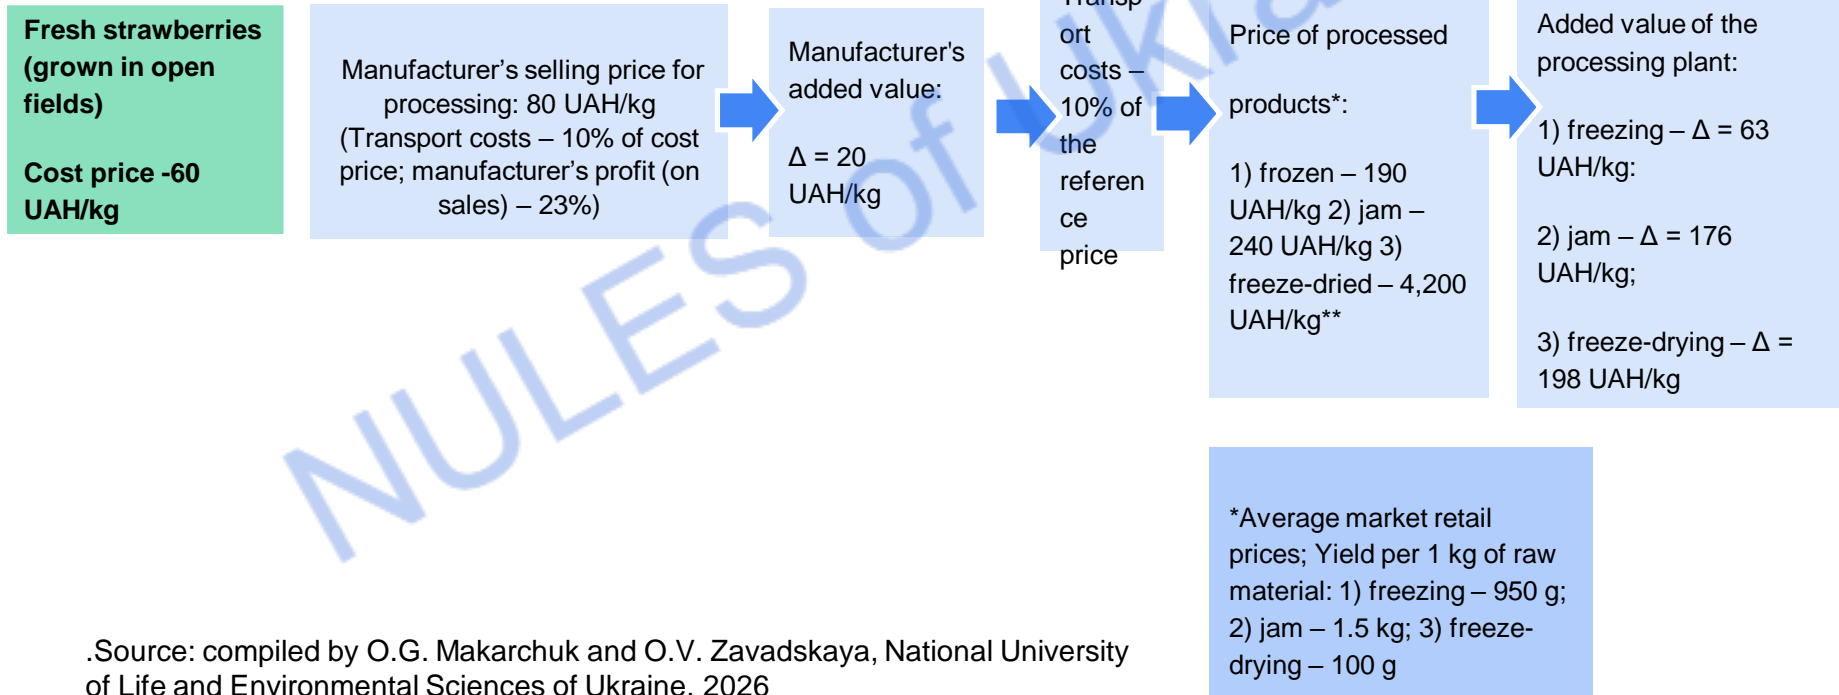 Fresh strawberries
(grown in open
fields)
Cost price -60
UAH/kg
Manufacturer’s selling price for
processing: 80 UAH/kg
(Transport costs – 10% of cost
price; manufacturer’s profit (on
sales) – 23%)
Manufacturer's
added value:
Δ = 20
UAH/kg
Transp
ort
costs –
10% of
the
referen
ce
price
Price of processed
products*:
1) frozen – 190
UAH/kg 2) jam –
240 UAH/kg 3)
freeze-dried – 4,200
UAH/kg**
Added value of the
processing plant:
1) freezing – Δ = 63
UAH/kg:
2) jam – Δ = 176
UAH/kg;
3) freeze-drying – Δ =
198 UAH/kg
*Average market retail
prices; Yield per 1 kg of raw
material: 1) freezing – 950 g;
2) jam – 1.5 kg; 3) freeze-
drying – 100 g
.Source: compiled by O.G. Makarchuk and O.V. Zavadskaya, National University
of Life and Environmental Sciences of Ukraine, 2026
NULES of